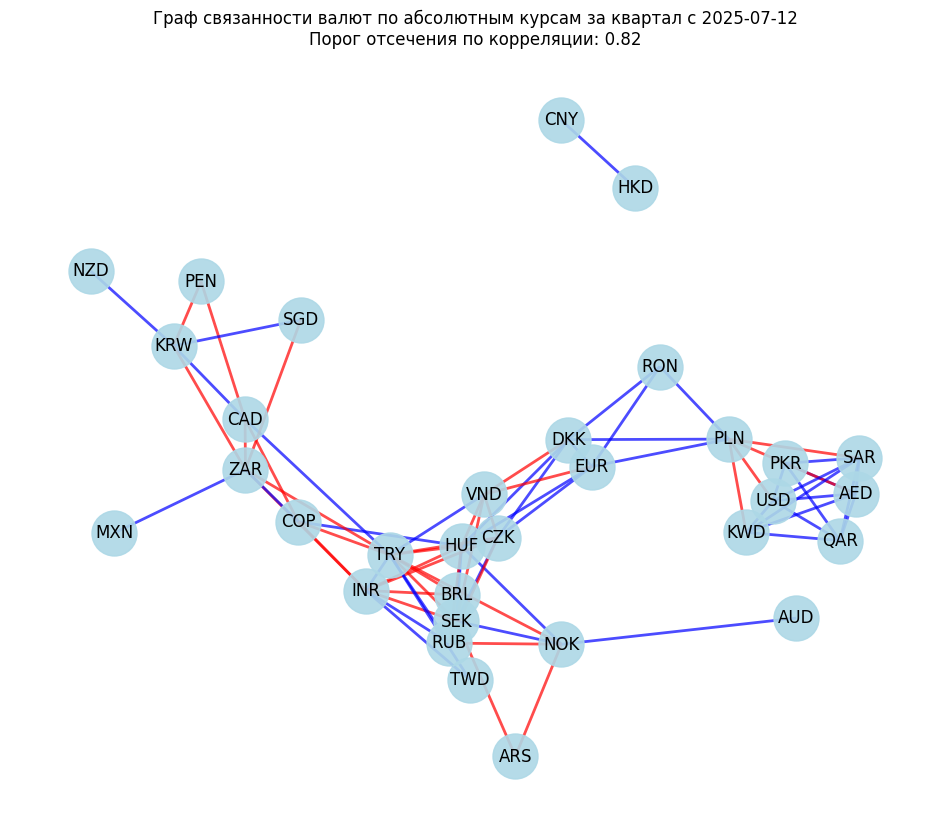 Граф связанности валют по абсолютным курсам за квартал с 2025-07-12
Порог отсечения по корреляции: 0.82
CNY
HKD
NZD
PEN
SGD
KRW
RON
CAD
DKK
PLN
SAR
PKR
EUR
ZAR
VND
AED
USD
COP
MXN
KWD
CZK
QAR
HUF
TRY
INR
BRL
AUD
SEK
RUB
NOK
TWD
ARS